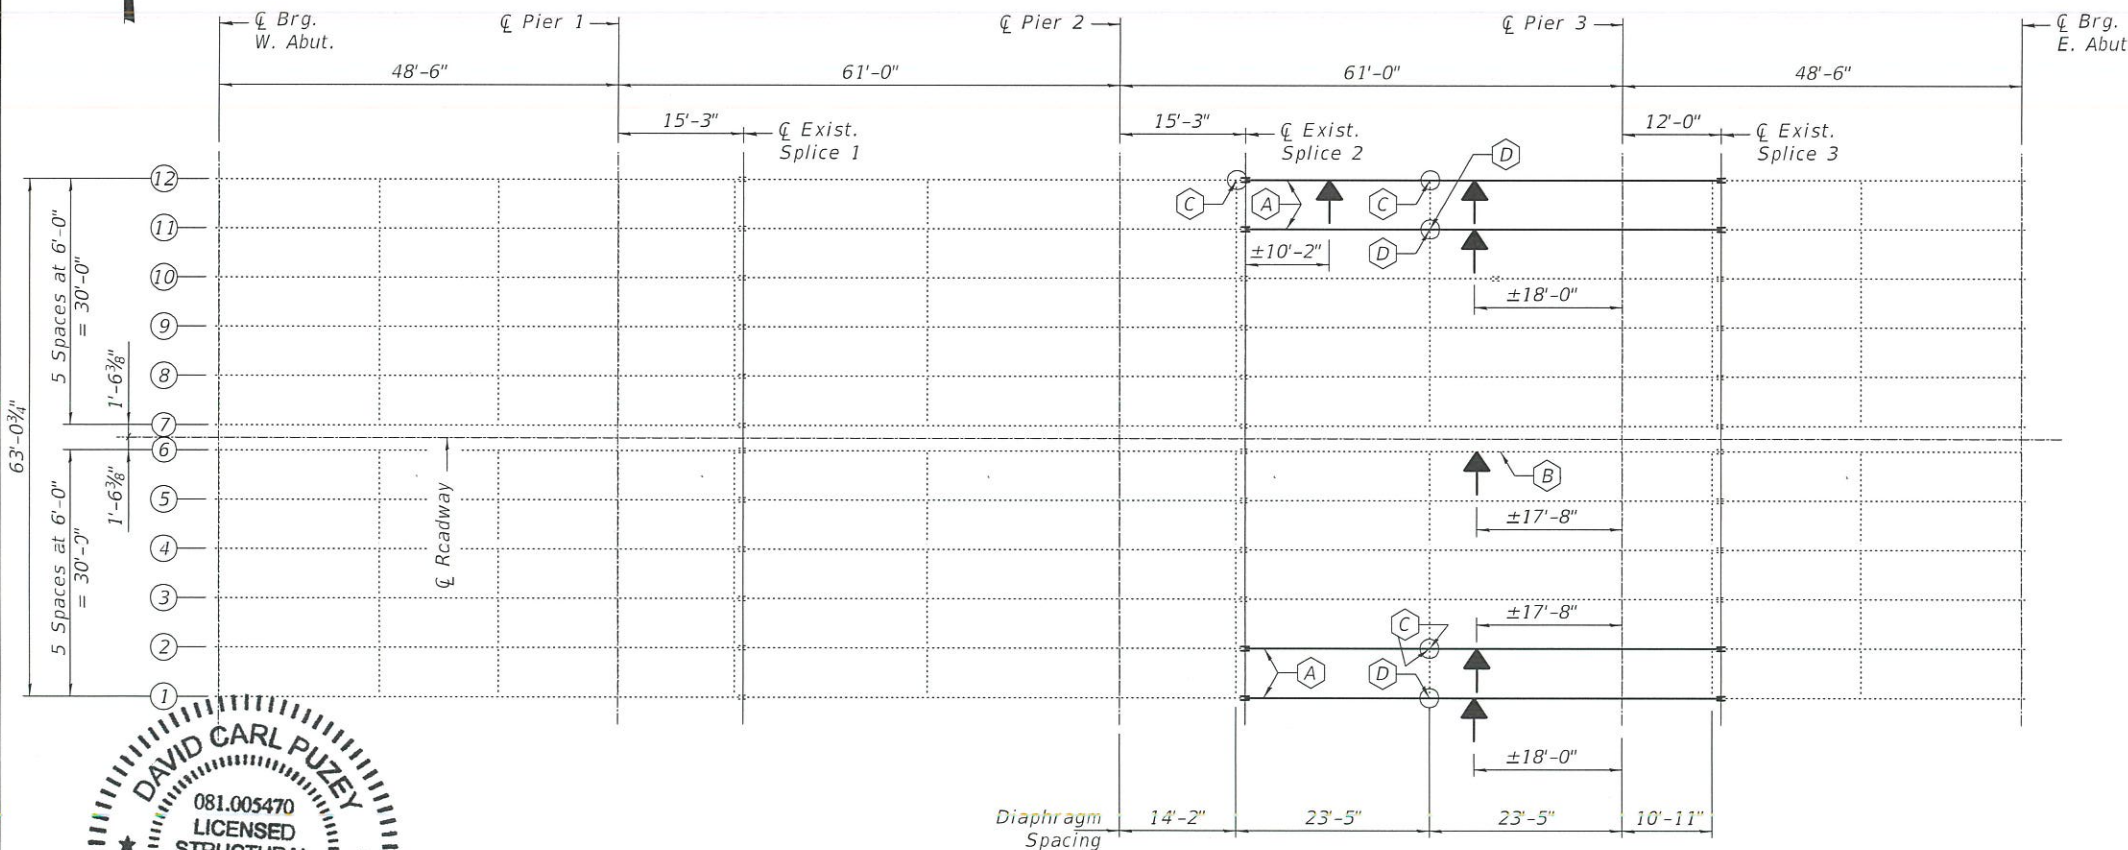 ℄ Brg.
W. Abut.
℄ Pier 1
℄ Pier 2
℄ Pier 3
℄ Brg.
E. Abut
48'-6"
61'-0"
61'-0"
48'-6"
15'-3"
℄ Exist.
Splice 1
15'-3"
℄ Exist.
Splice 2
12'-0"
℄ Exist.
Splice 3
D
12
C
A
C
11
D
±10'-2"
10
±18'-0"
9
8
7
6
5
4
3
2
1
63'-0¾"
5 Spaces at 6'-0"
= 30'-0"
1'-6⅜"
1'-6⅜"
5 Spaces at 6'-0"
= 30'-0"
℄ Roadway
B
±17'-8"
±17'-8"
C
A
D
±18'-0"
Diaphragm
Spacing
14'-2"
23'-5"
23'-5"
10'-11"
DAVID CARL PUZEY
081.005470
LICENSED
STRUCTURAL